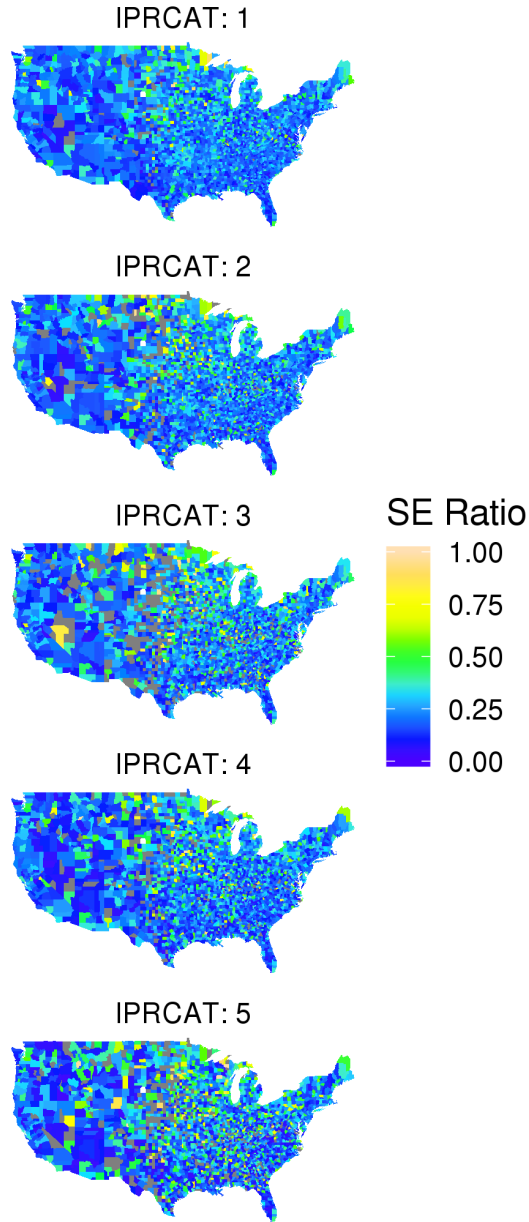 IPRCAT: 1
IPRCAT: 2
IPRCAT: 3
SE Ratio
1.00
0.75
0.50
0.25
0.00
IPRCAT: 4
IPRCAT: 5